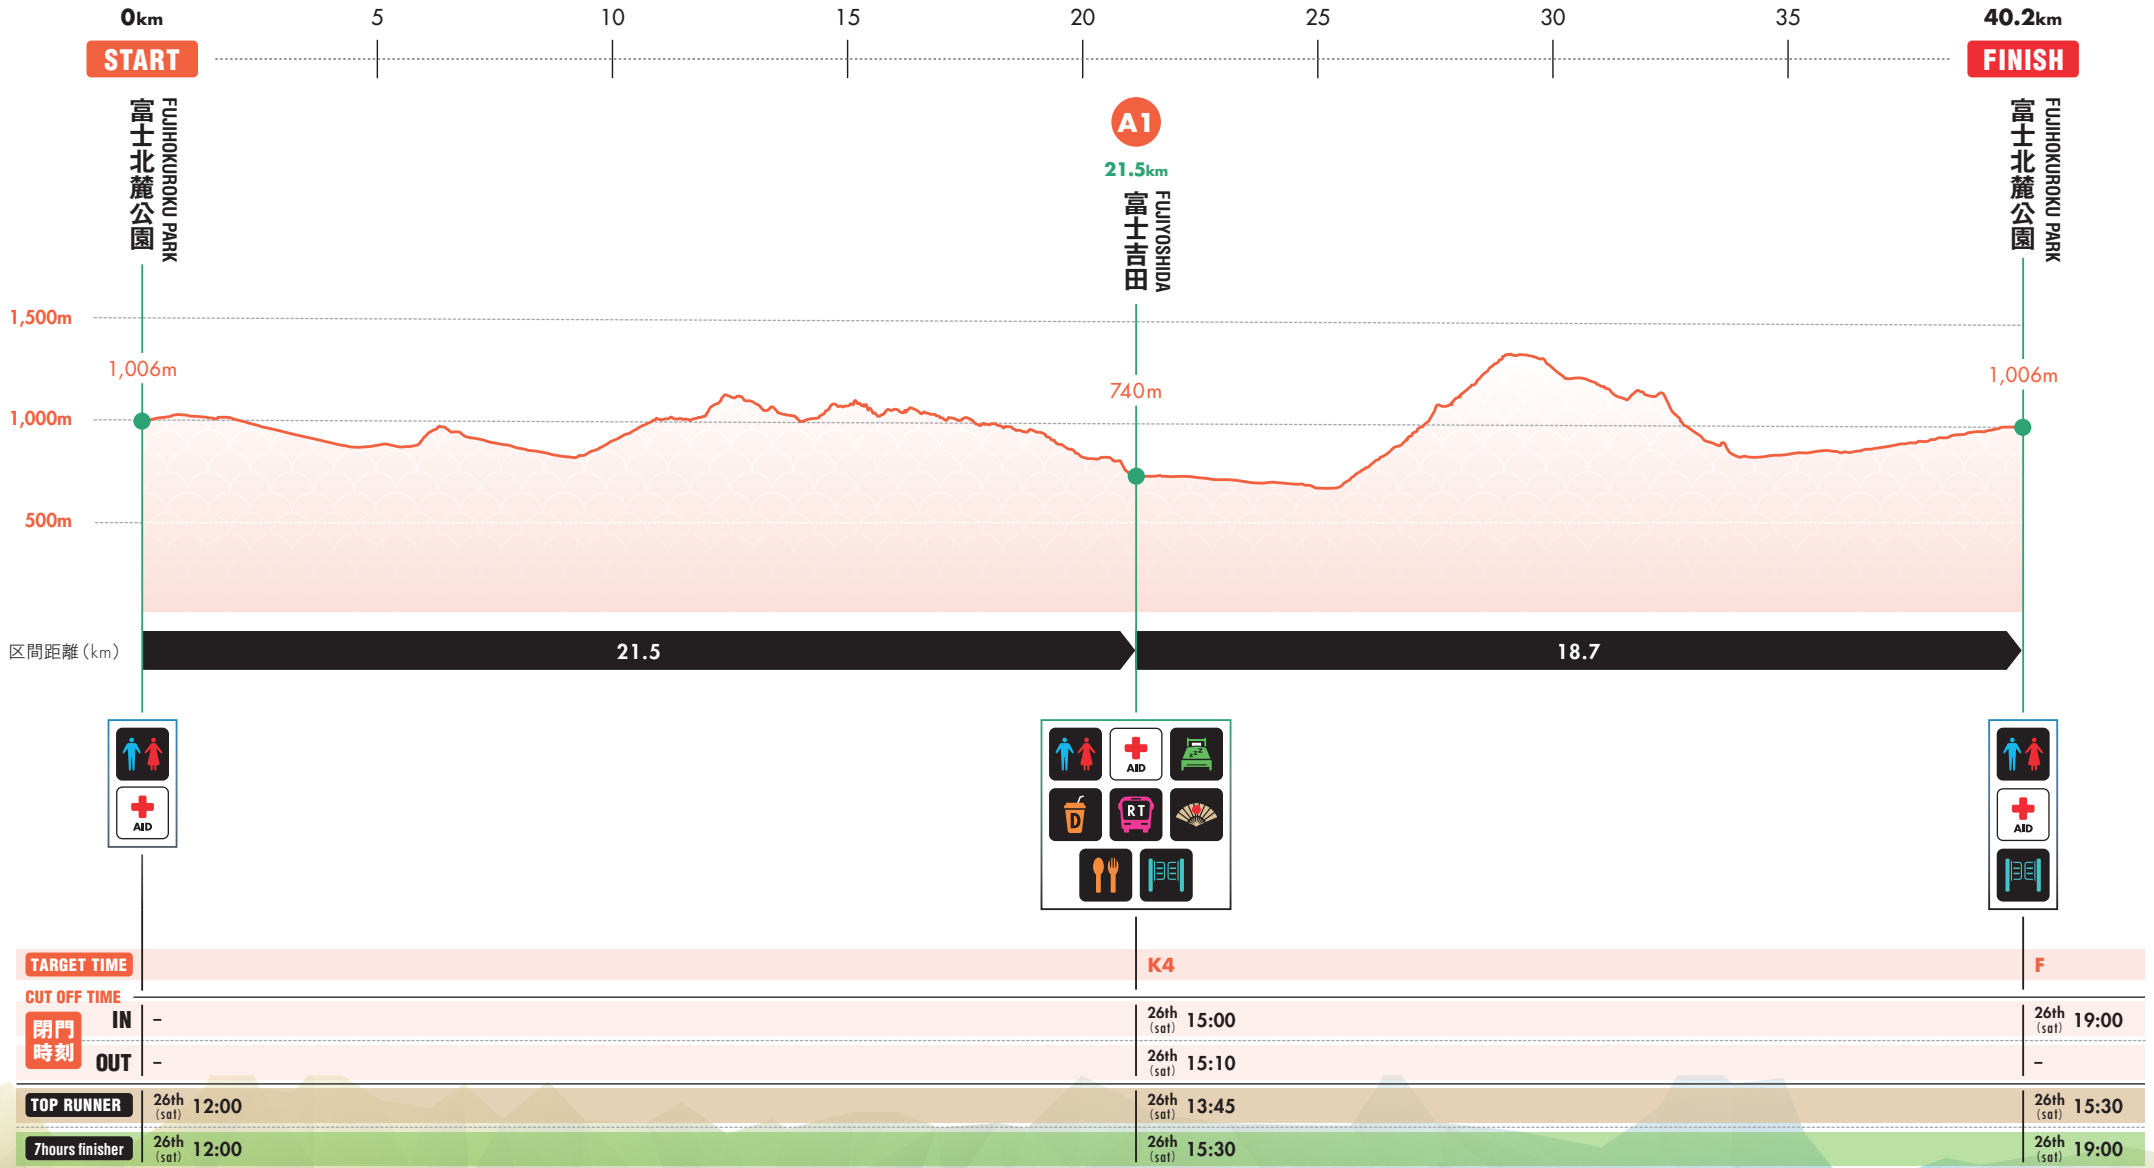 0km 5 10 15 20 25 30 35 40.2km
START
FINISH
富士北麓公園
FUJIHOKUROKU PARK
A1
21.5km
富士吉田
FUJIYOSHIDA
富士北麓公園
FUJIHOKUROKU PARK
1,500m
1,006m
740m
1,006m
1,000m
500m
区間距離(km) 21.5 18.7
AID
AID
zZZ
D
RT
AID
TARGET TIME K4 F
CUT OFF TIME
閉門
時刻
IN – 26th (sat) 15:00 26th (sat) 19:00
OUT – 26th (sat) 15:10 –
TOP RUNNER 26th (sat) 12:00 26th (sat) 13:45 26th (sat) 15:30
7hours finisher 26th (sat) 12:00 26th (sat) 15:30 26th (sat) 19:00